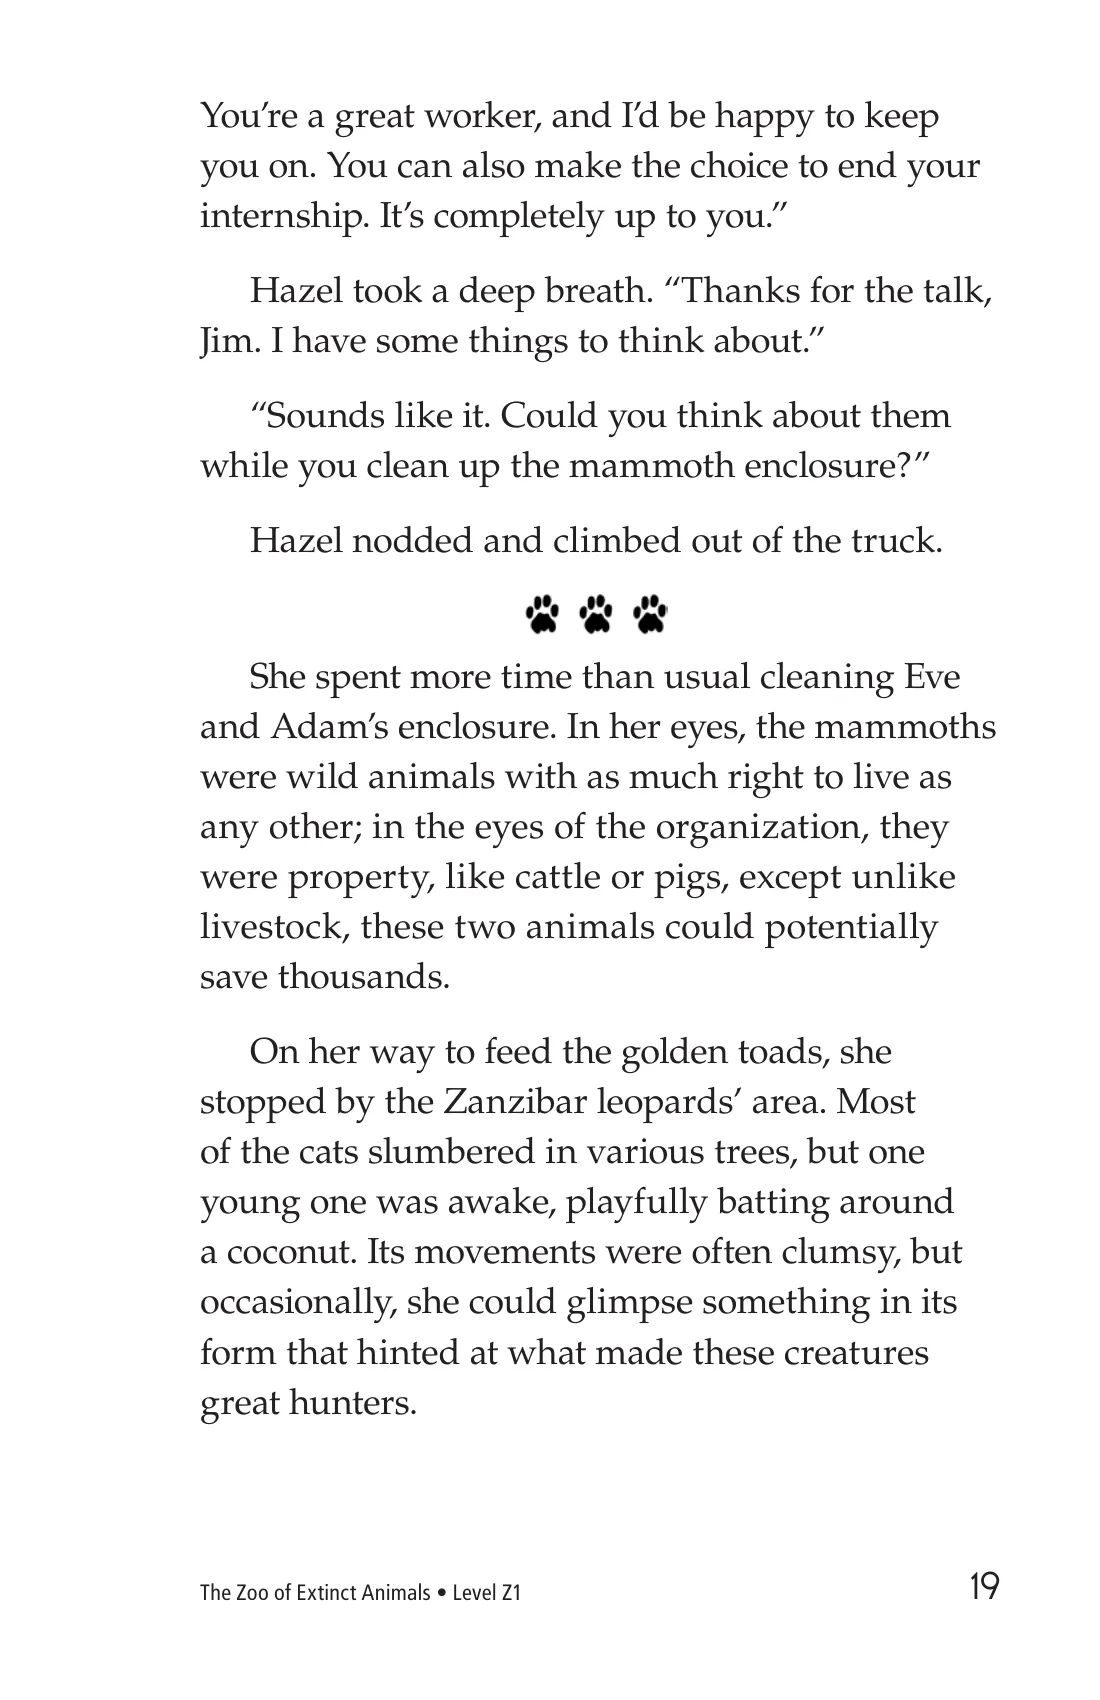 You’re a great worker, and I’d be happy to keep
you on. You can also make the choice to end your
internship. It’s completely up to you.”
Hazel took a deep breath. “Thanks for the talk,
Jim. I have some things to think about.”
“Sounds like it. Could you think about them
while you clean up the mammoth enclosure?”
Hazel nodded and climbed out of the truck.
She spent more time than usual cleaning Eve
and Adam’s enclosure. In her eyes, the mammoths
were wild animals with as much right to live as
any other; in the eyes of the organization, they
were property, like cattle or pigs, except unlike
livestock, these two animals could potentially
save thousands.
On her way to feed the golden toads, she
stopped by the Zanzibar leopards’ area. Most
of the cats slumbered in various trees, but one
young one was awake, playfully batting around
a coconut. Its movements were often clumsy, but
occasionally, she could glimpse something in its
form that hinted at what made these creatures
great hunters.
The Zoo of Extinct Animals • Level Z1
19